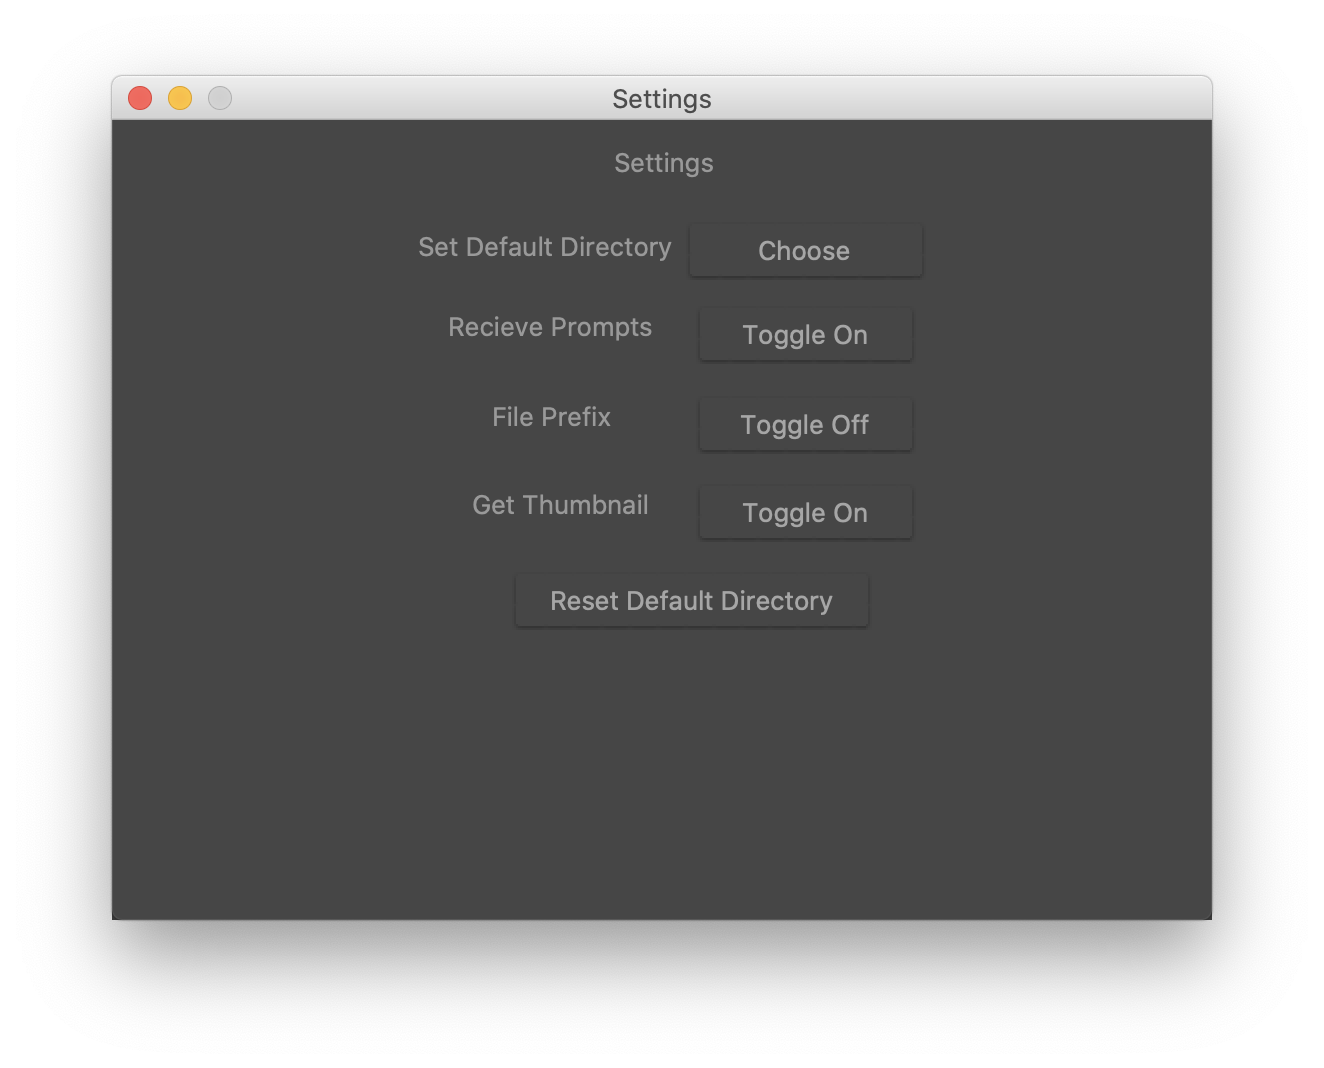 Settings
Settings
Set Default Directory Choose
Recieve Prompts Toggle On
File Prefix Toggle Off
Get Thumbnail Toggle On
Reset Default Directory